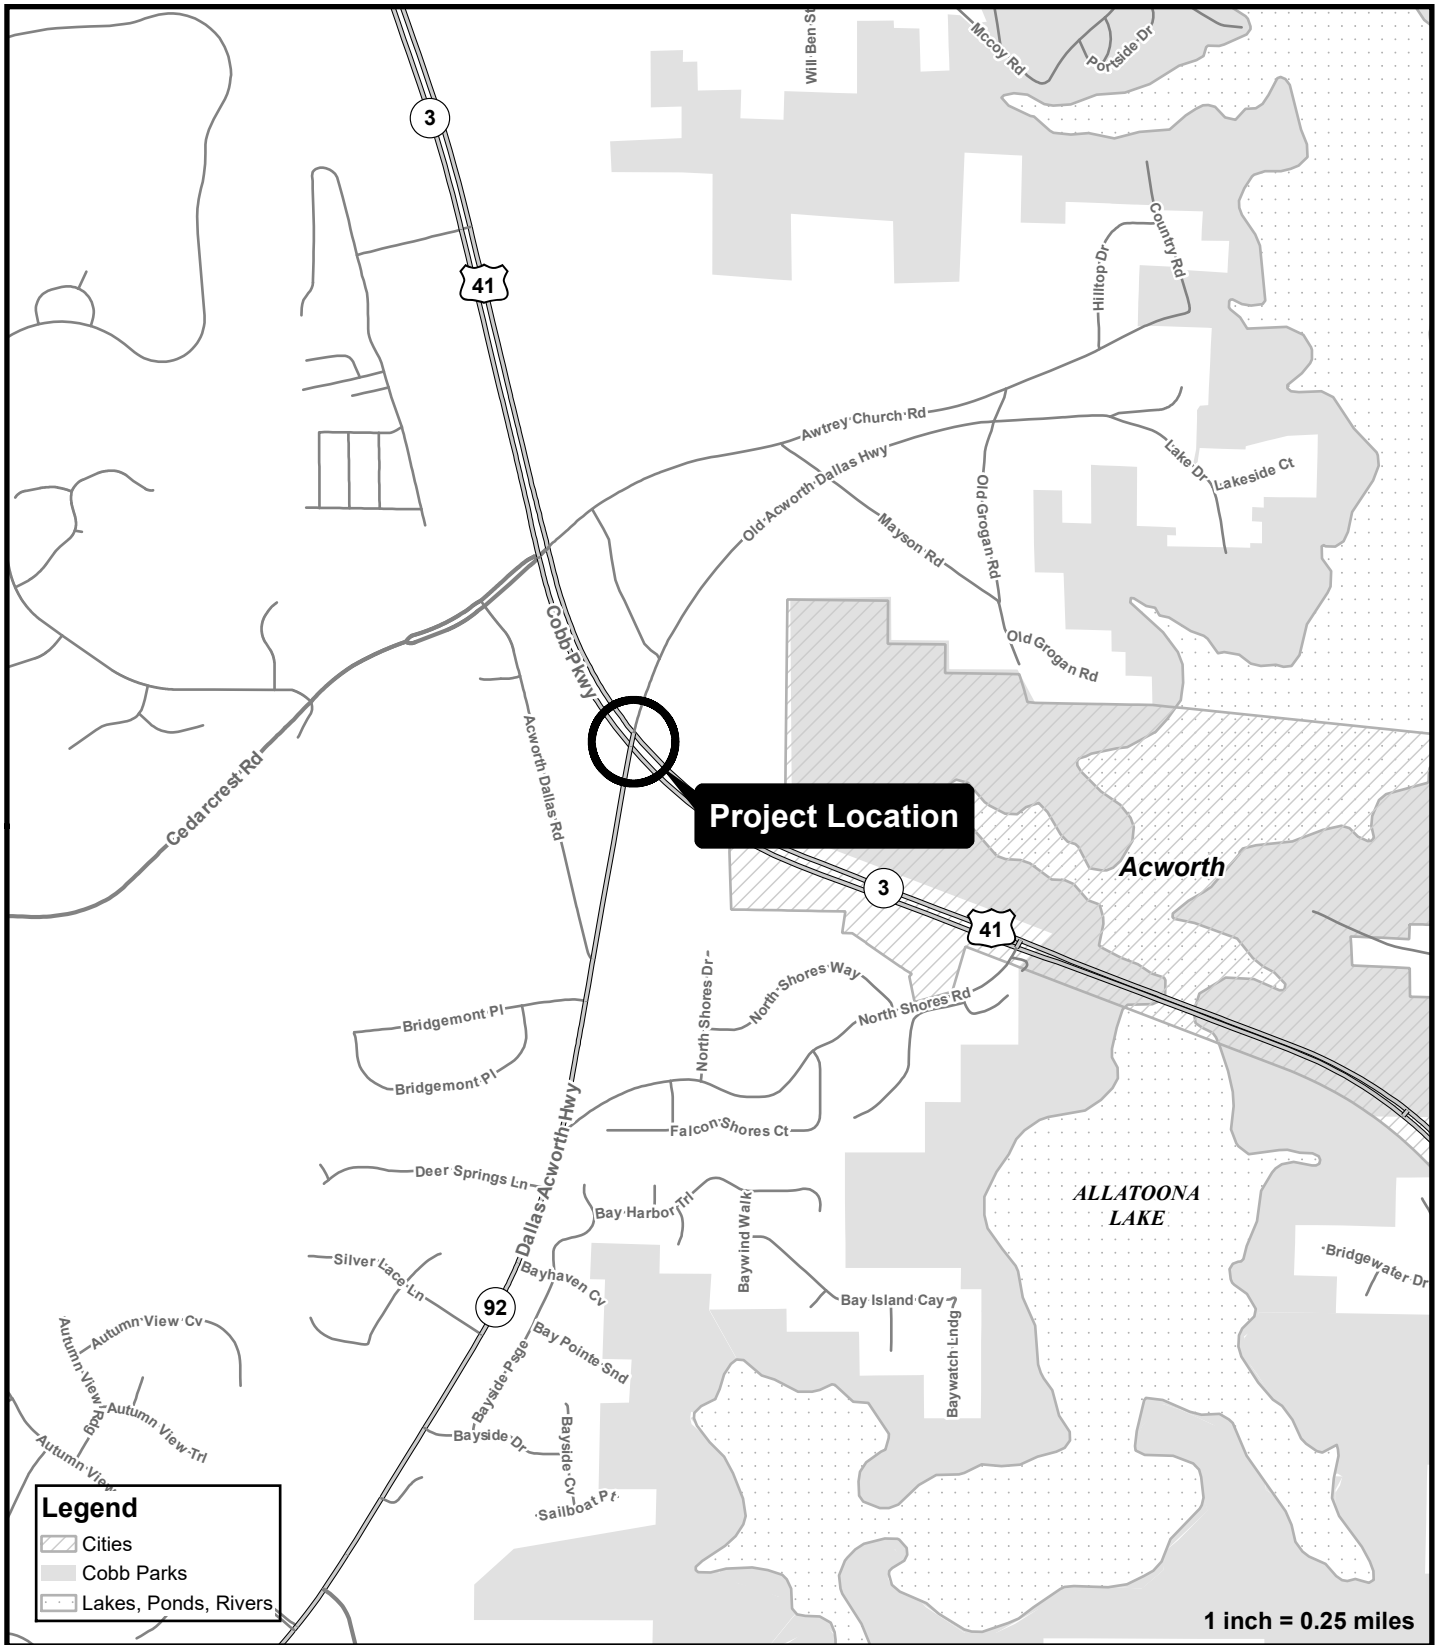 Will Ben St
Mccoy Rd
Portside Dr
3
41
Country Rd
Hilltop Dr
Awtrey Church Rd
Old Acworth Dallas Hwy
Lake Dr
Lakeside Ct
Mayson Rd
Old Grogan Rd
Old Grogan Rd
Cobb Pkwy
Acworth Dallas Rd
Cedarcrest Rd
Project Location
Acworth
3
41
North Shores Dr
North Shores Way
North Shores Rd
Bridgemont Pl
Bridgemont Pl
Falcon Shores Ct
Dallas Acworth Hwy
Deer Springs Ln
Bay Harbor Trl
Baywind Walk
ALLATOONA
LAKE
Silver Lace Ln
Bayhaven Cv
Bridgewater Dr
92
Bay Island Cay
Baywatch Lndg
Autumn View Cv
Autumn View Rdg
Autumn View Trl
Autumn View
Bay Pointe Snd
Bayside Psge
Bayside Dr
Bayside Cv
Sailboat Pt
Legend
Cities
Cobb Parks
Lakes, Ponds, Rivers
1 inch = 0.25 miles